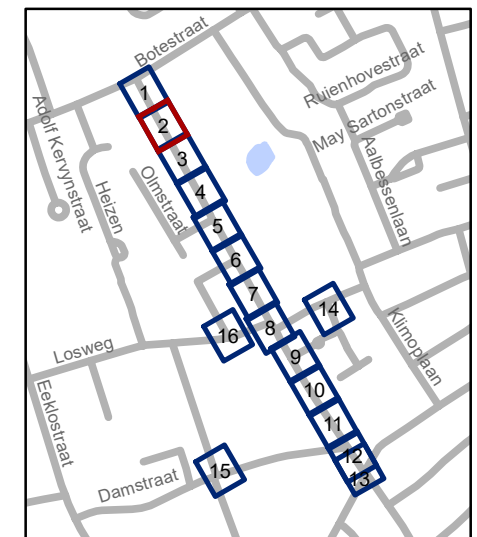 Botestraat
Ruienhovestraat
May Sartonstraat
Adolf Kervynstraat
Aalbessenlaan
Heizen
Olmstraat
1
2
3
4
5
6
7
8
9
10
11
12
13
14
16
15
Losweg
Klimoplaan
Eeklostraat
Damstraat